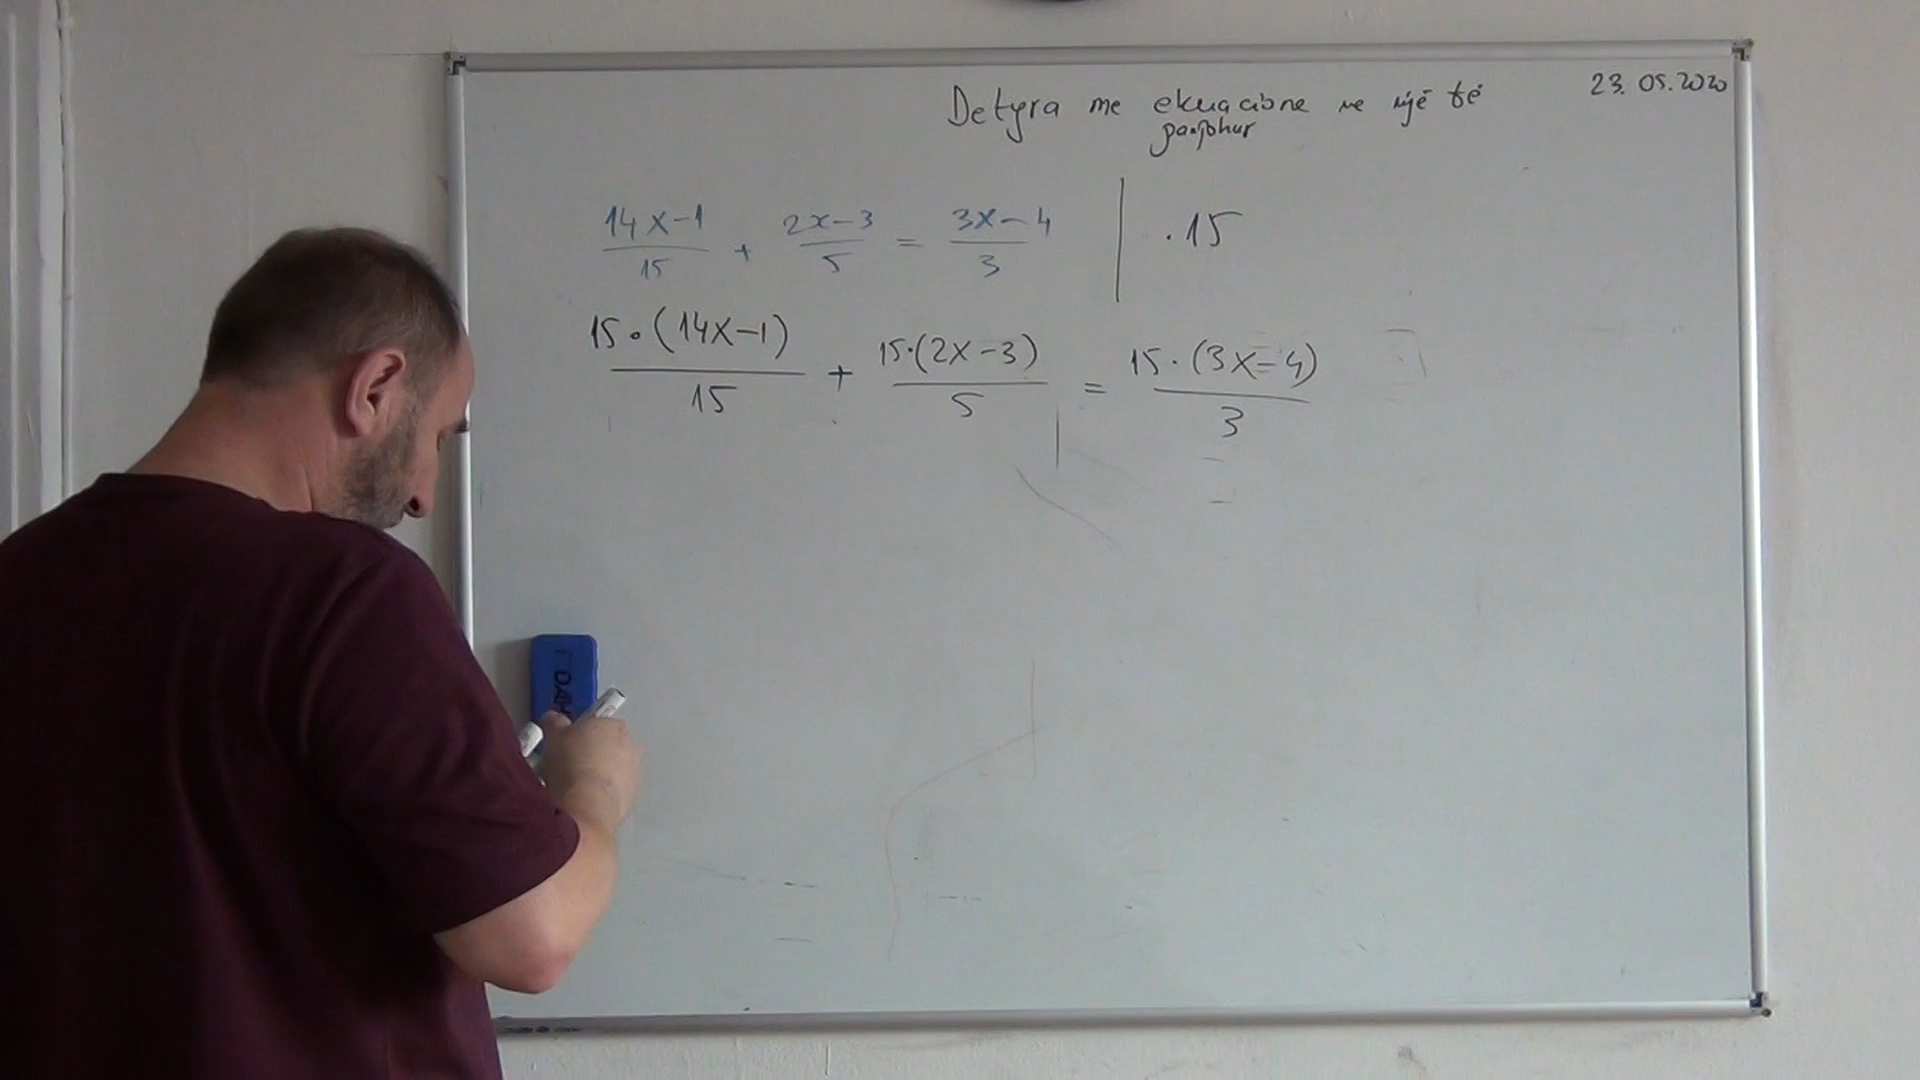 Detyra me ekuacione me një të
panjohur
23.05.2020
14x-1/15 + 2x-3/5 = 3x-4/3 | ·15
15·(14x-1)/15 + 15·(2x-3)/5 = 15·(3x-4)/3